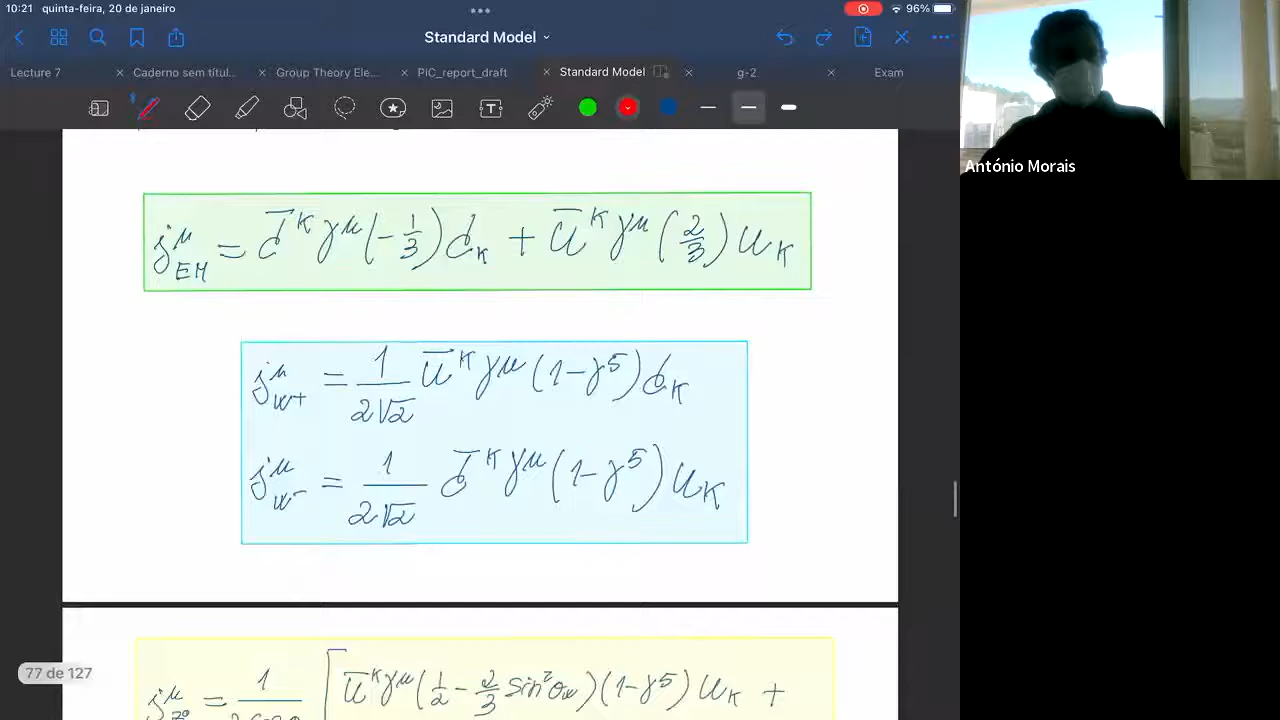 10:21 quinta-feira, 20 de janeiro
96%
Standard Model
Lecture 7 × Caderno sem títul... × Group Theory Ele... × PiC_report_draft × Standard Model × g-2 × Exam
António Morais
j^μ_EM = d̄^k γ^μ (-1/3) d_k + ū^k γ^μ (2/3) u_k
j^μ_W+ = 1/(2√2) ū^k γ^μ (1-γ^5) d_k
j^μ_W- = 1/(2√2) d̄^k γ^μ (1-γ^5) u_k
77 de 127
[ū^k γ^μ (1/2 - 2/3 sin²θw)(1-γ^5) u_k +